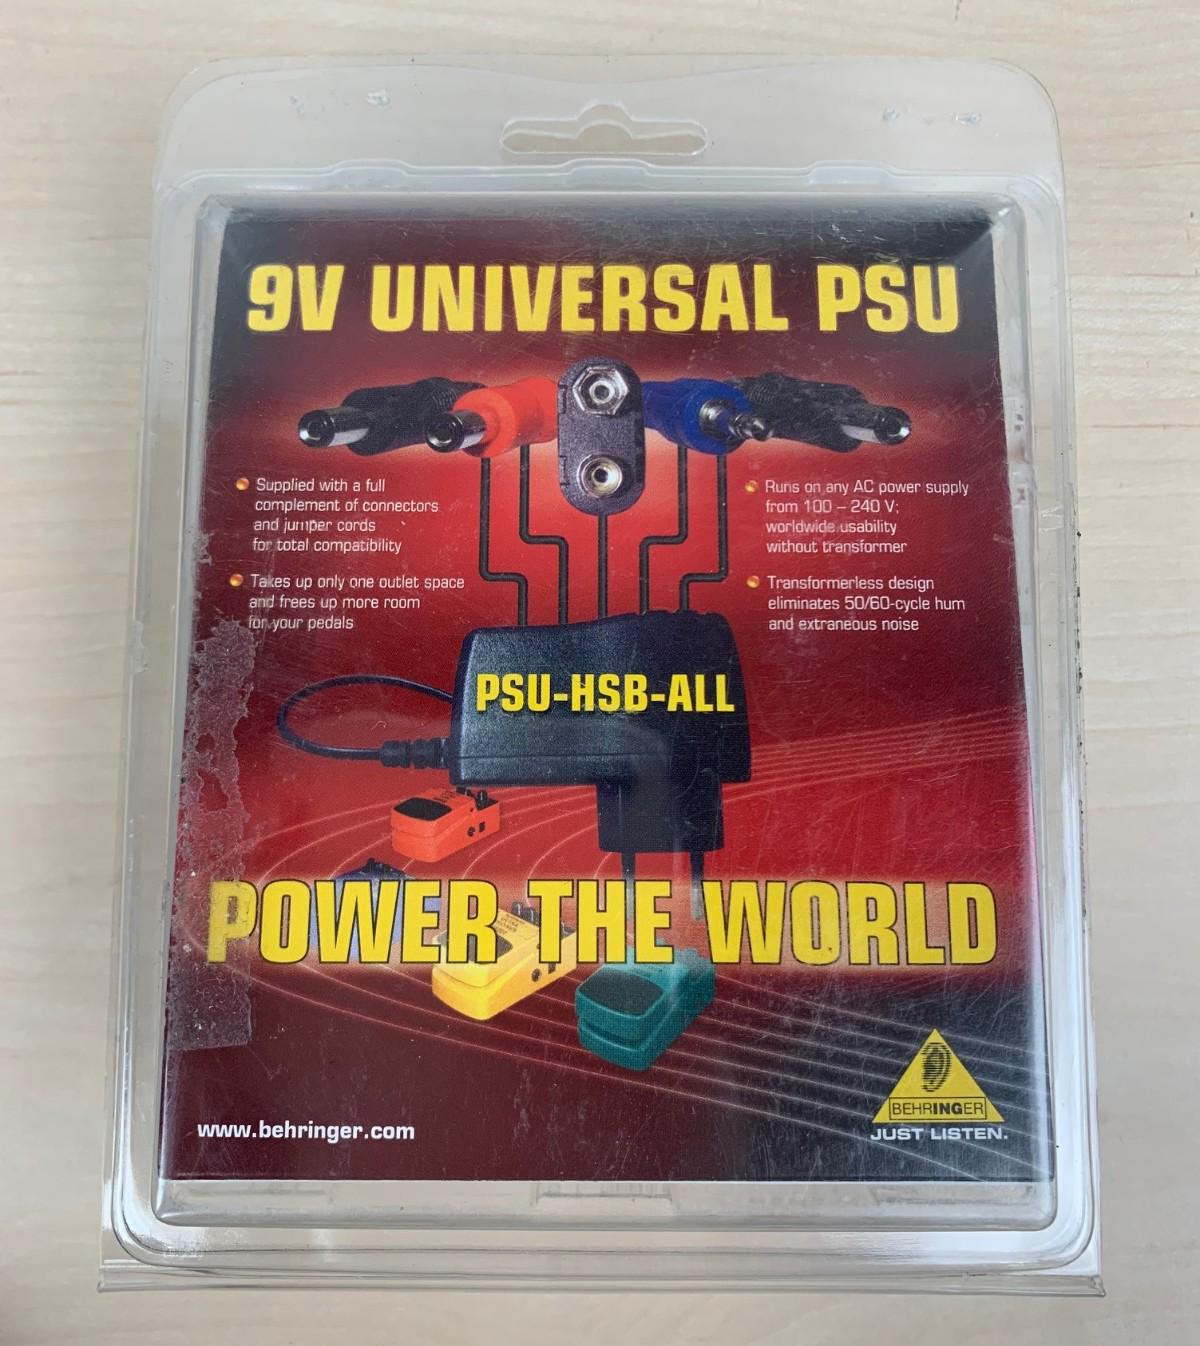 9V UNIVERSAL PSU
Supplied with a full
complement of connectors
and jumper cords
for total compatibility
Takes up only one outlet space
and frees up more room
for your pedals
Runs on any AC power supply
from 100 – 240 V;
worldwide usability
without transformer
Transformerless design
eliminates 50/60-cycle hum
and extraneous noise
PSU-HSB-ALL
POWER THE WORLD
www.behringer.com
BEHRINGER
JUST LISTEN.